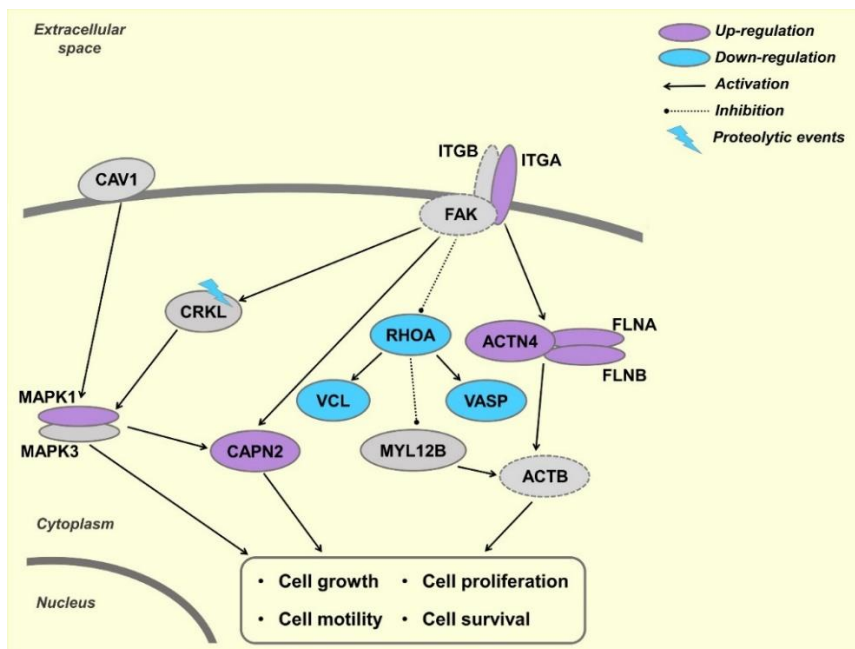 Extracellular
space
Up-regulation
Down-regulation
Activation
Inhibition
Proteolytic events
ITGB
ITGA
CAV1
FAK
CRKL
RHOA
ACTN4
FLNA
FLNB
VCL
VASP
MAPK1
MAPK3
CAPN2
MYL12B
ACTB
Cytoplasm
Nucleus
• Cell growth • Cell proliferation
• Cell motility • Cell survival